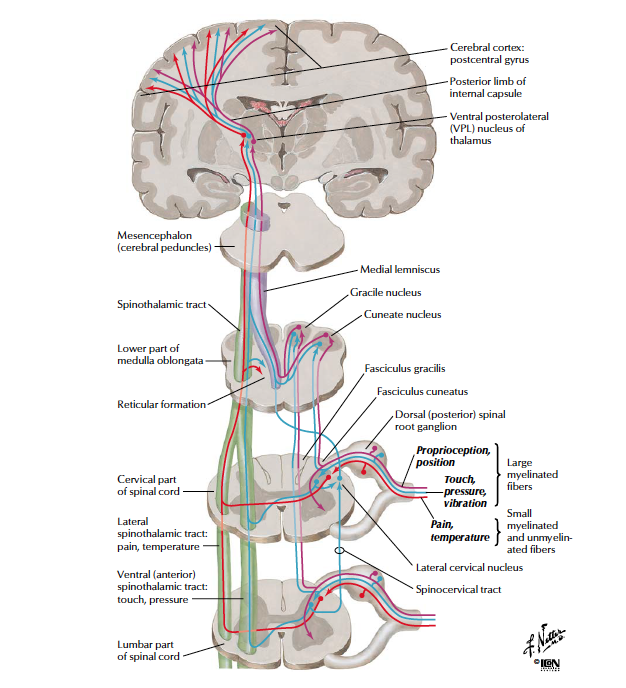 Cerebral cortex:
postcentral gyrus
Posterior limb of
internal capsule
Ventral posterolateral
(VPL) nucleus of
thalamus
Mesencephalon
(cerebral peduncles)
Medial lemniscus
Gracile nucleus
Spinothalamic tract
Cuneate nucleus
Lower part of
medulla oblongata
Fasciculus gracilis
Fasciculus cuneatus
Reticular formation
Dorsal (posterior) spinal
root ganglion
Proprioception,
position
Touch,
pressure,
vibration
Large
myelinated
fibers
Pain,
temperature
Small
myelinated
and unmyelin-
ated fibers
Cervical part
of spinal cord
Lateral
spinothalamic tract:
pain, temperature
Lateral cervical nucleus
Ventral (anterior)
spinothalamic tract:
touch, pressure
Spinocervical tract
Lumbar part
of spinal cord
F. Netter
M.D.
© ICON